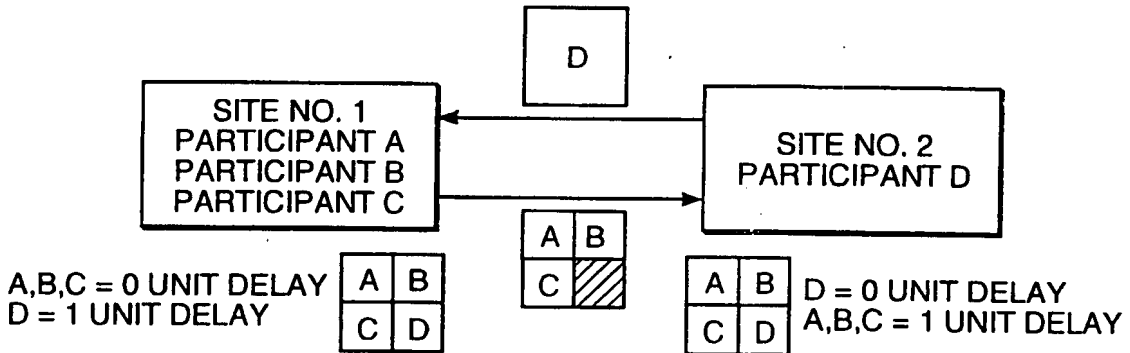 D
SITE NO. 1
PARTICIPANT A
PARTICIPANT B
PARTICIPANT C
SITE NO. 2
PARTICIPANT D
A B
C
A,B,C = 0 UNIT DELAY
D = 1 UNIT DELAY
A B
C D
A B
C D
D = 0 UNIT DELAY
A,B,C = 1 UNIT DELAY